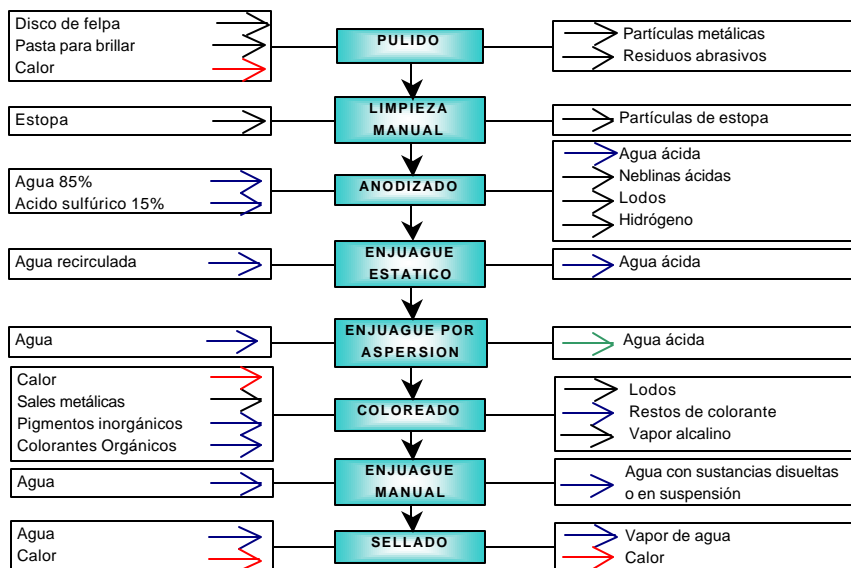 Disco de felpa
Pasta para brillar
Calor
PULIDO
Partículas metálicas
Residuos abrasivos
Estopa
LIMPIEZA
MANUAL
Partículas de estopa
Agua 85%
Acido sulfúrico 15%
ANODIZADO
Agua ácida
Neblinas ácidas
Lodos
Hidrógeno
Agua recirculada
ENJUAGUE
ESTATICO
Agua ácida
Agua
ENJUAGUE POR
ASPERSION
Agua ácida
Calor
Sales metálicas
Pigmentos inorgánicos
Colorantes Orgánicos
COLOREADO
Lodos
Restos de colorante
Vapor alcalino
Agua
ENJUAGUE
MANUAL
Agua con sustancias disueltas
o en suspensión
Agua
Calor
SELLADO
Vapor de agua
Calor